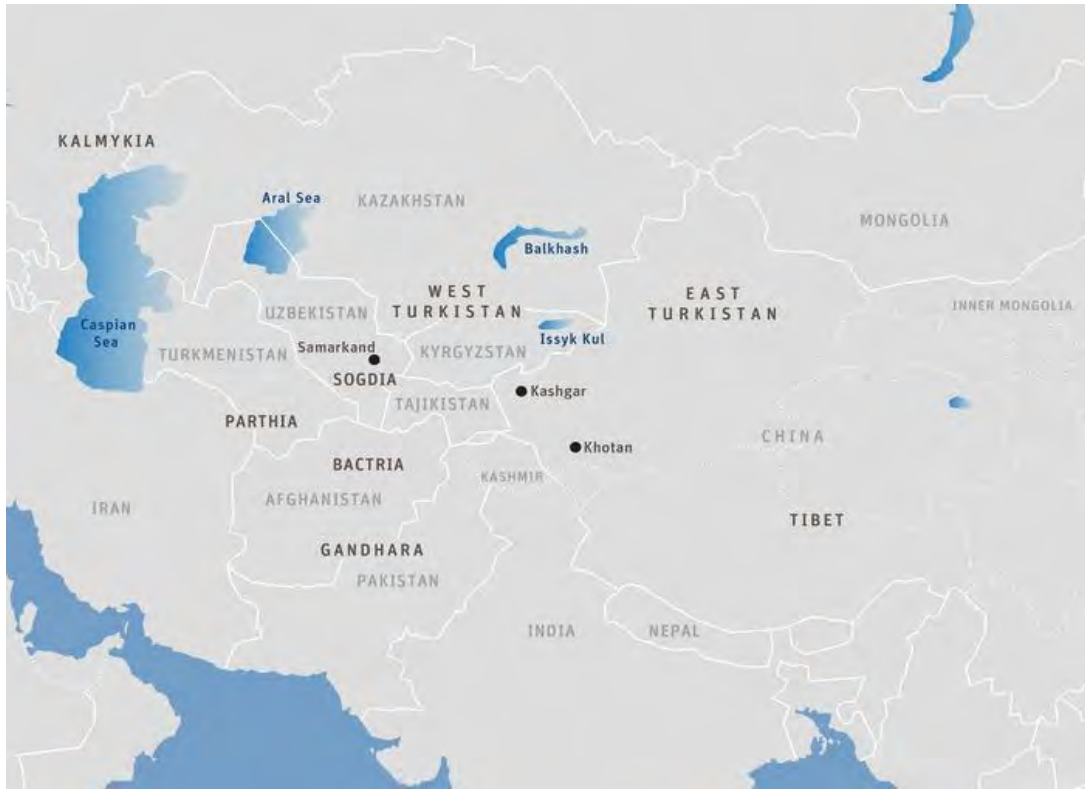 KALMYKIA
Aral Sea
KAZAKHSTAN
MONGOLIA
Balkhash
WEST
TURKISTAN
EAST
TURKISTAN
INNER MONGOLIA
UZBEKISTAN
Caspian
Sea
TURKMENISTAN
Samarkand
KYRGYZSTAN
Issyk Kul
SOGDIA
Kashgar
TAJIKISTAN
PARTHIA
CHINA
Khotan
BACTRIA
KASHMIR
AFGHANISTAN
IRAN
TIBET
GANDHARA
PAKISTAN
INDIA
NEPAL